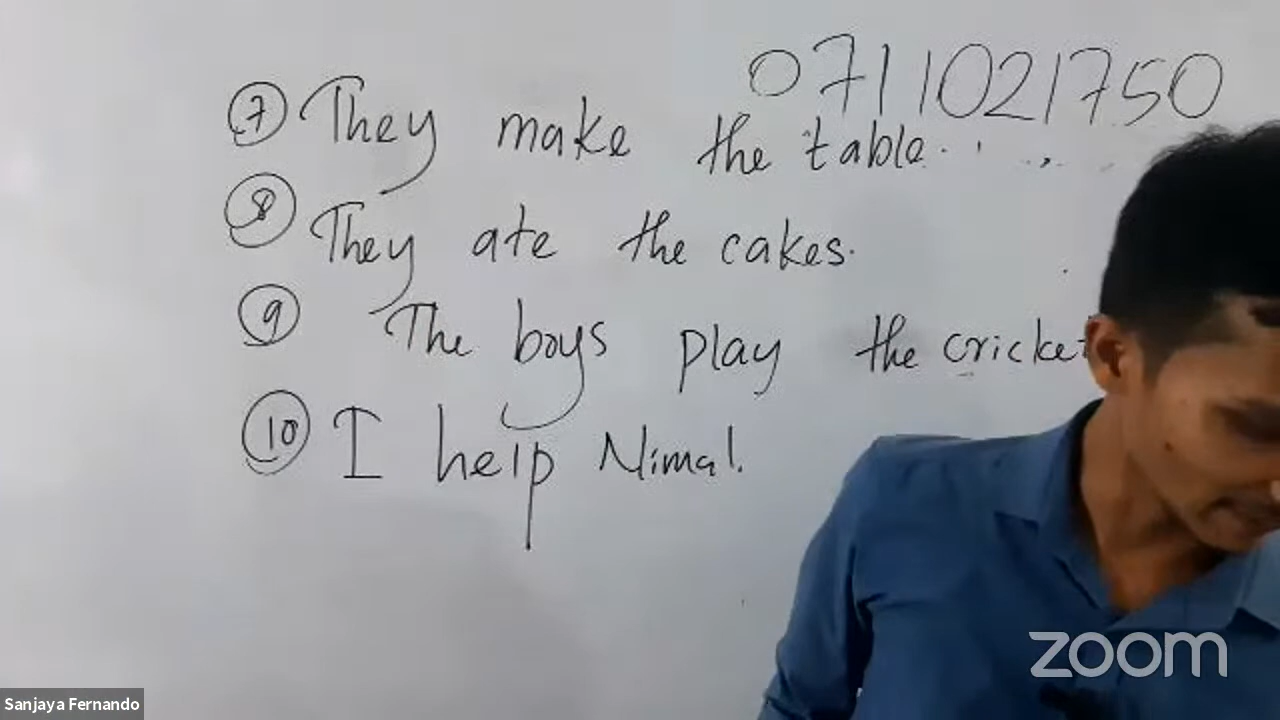 0711021750
⑦ They make the table.
⑧ They ate the cakes.
⑨ The boys play the cricket
⑩ I help Nimal.
zoom
Sanjaya Fernando